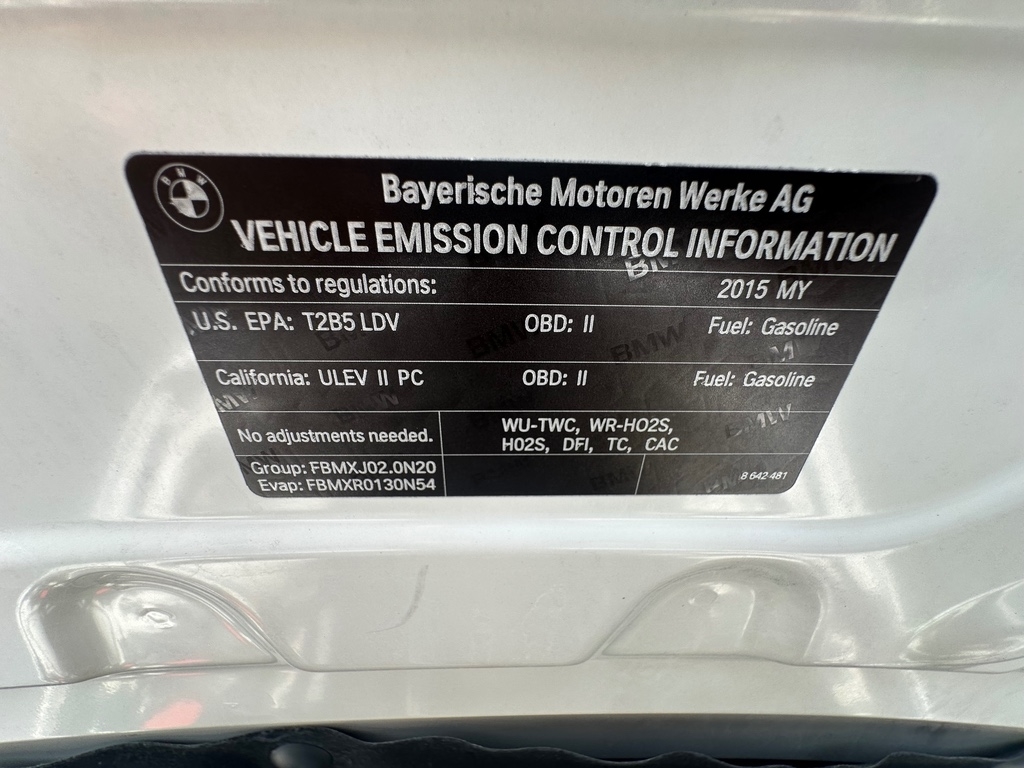 BMW
Bayerische Motoren Werke AG
VEHICLE EMISSION CONTROL INFORMATION
Conforms to regulations: 2015 MY
U.S. EPA: T2B5 LDV OBD: II Fuel: Gasoline
California: ULEV II PC OBD: II Fuel: Gasoline
No adjustments needed.
WU-TWC, WR-HO2S,
HO2S, DFI, TC, CAC
Group: FBMXJ02.0N20
Evap: FBMXR0130N54
8 642 481